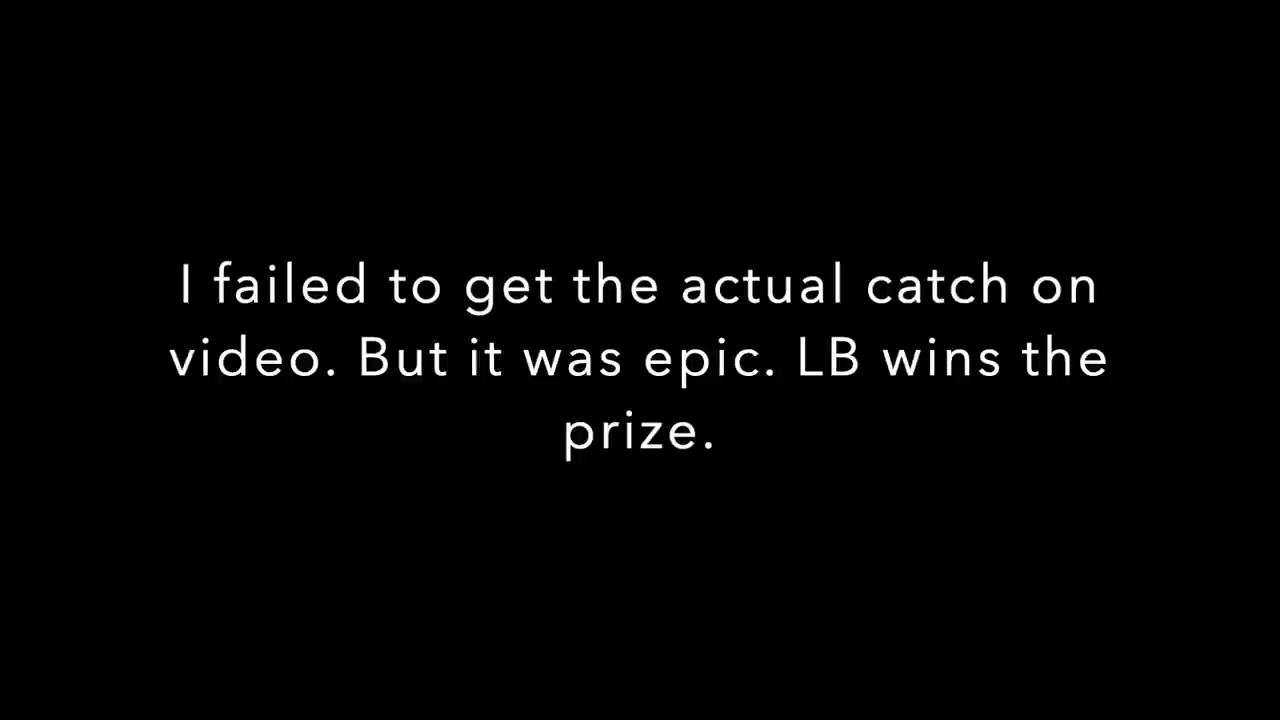 I failed to get the actual catch on
video. But it was epic. LB wins the
prize.